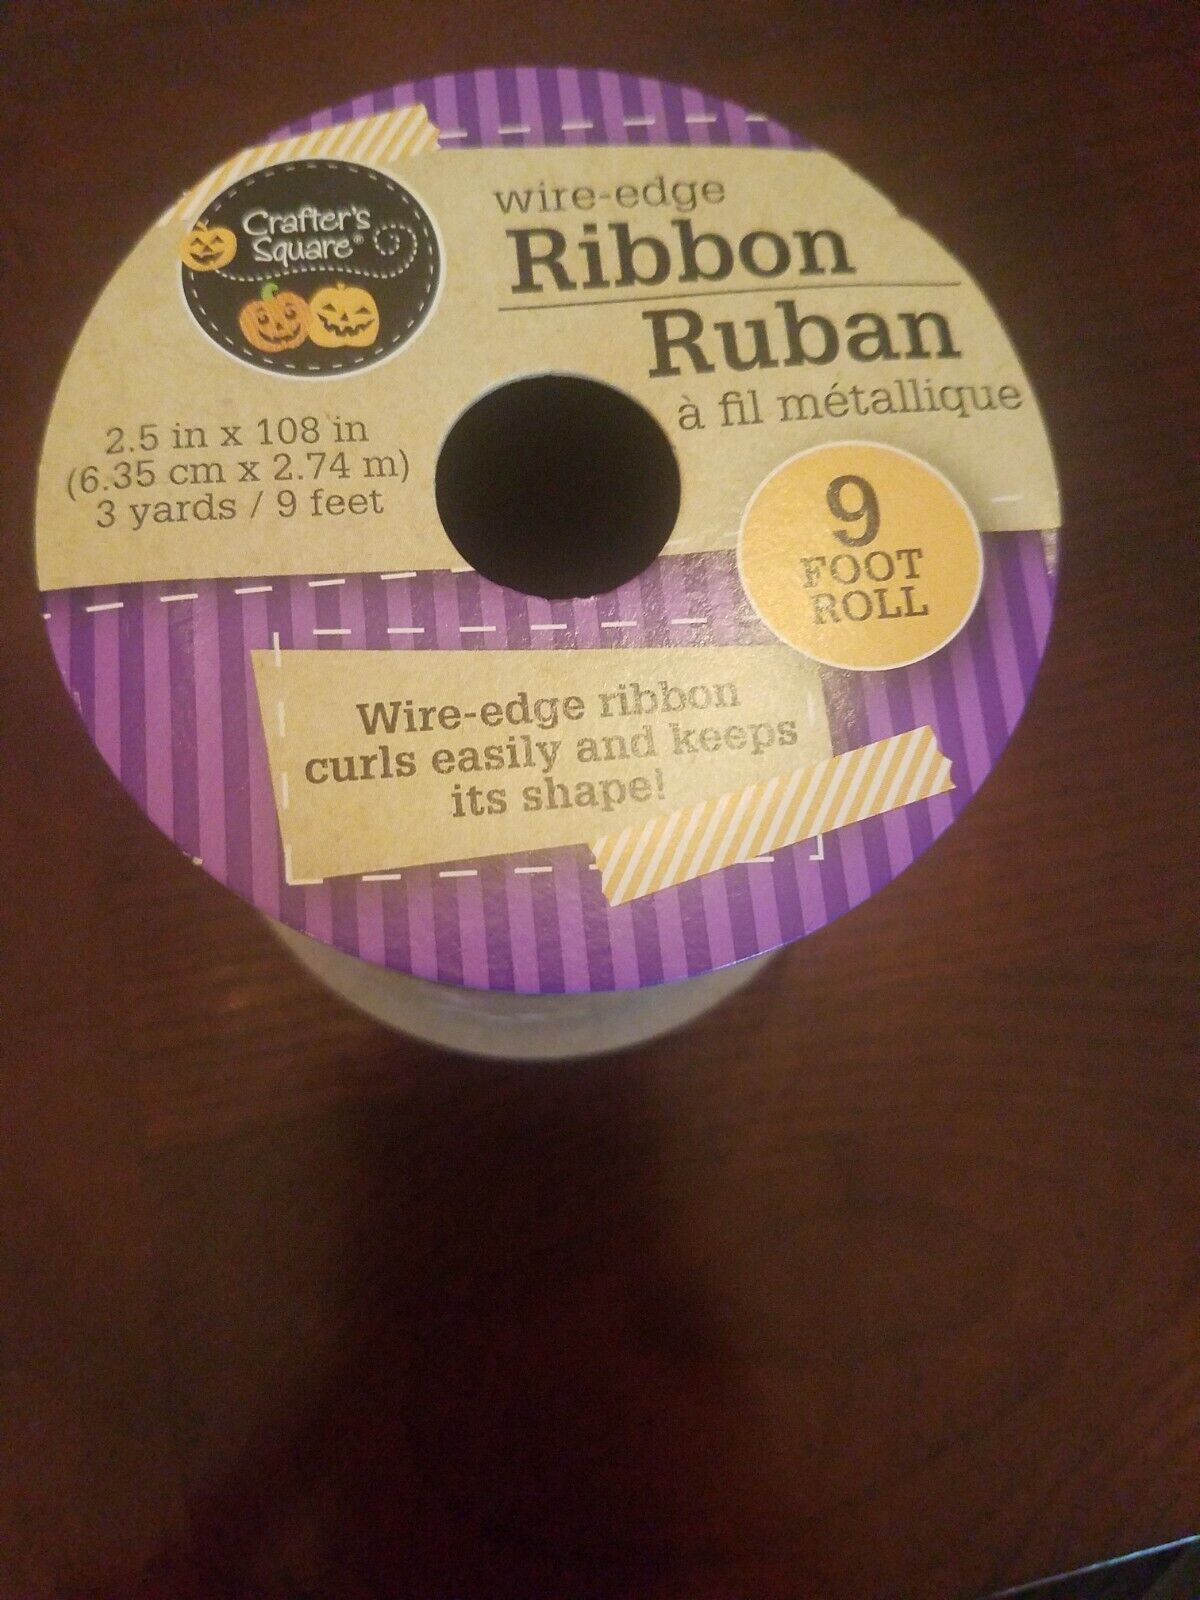 Crafter's
Square®
wire-edge
Ribbon
Ruban
à fil métallique
2.5 in x 108 in
(6.35 cm x 2.74 m)
3 yards / 9 feet
9
FOOT
ROLL
Wire-edge ribbon
curls easily and keeps
its shape!